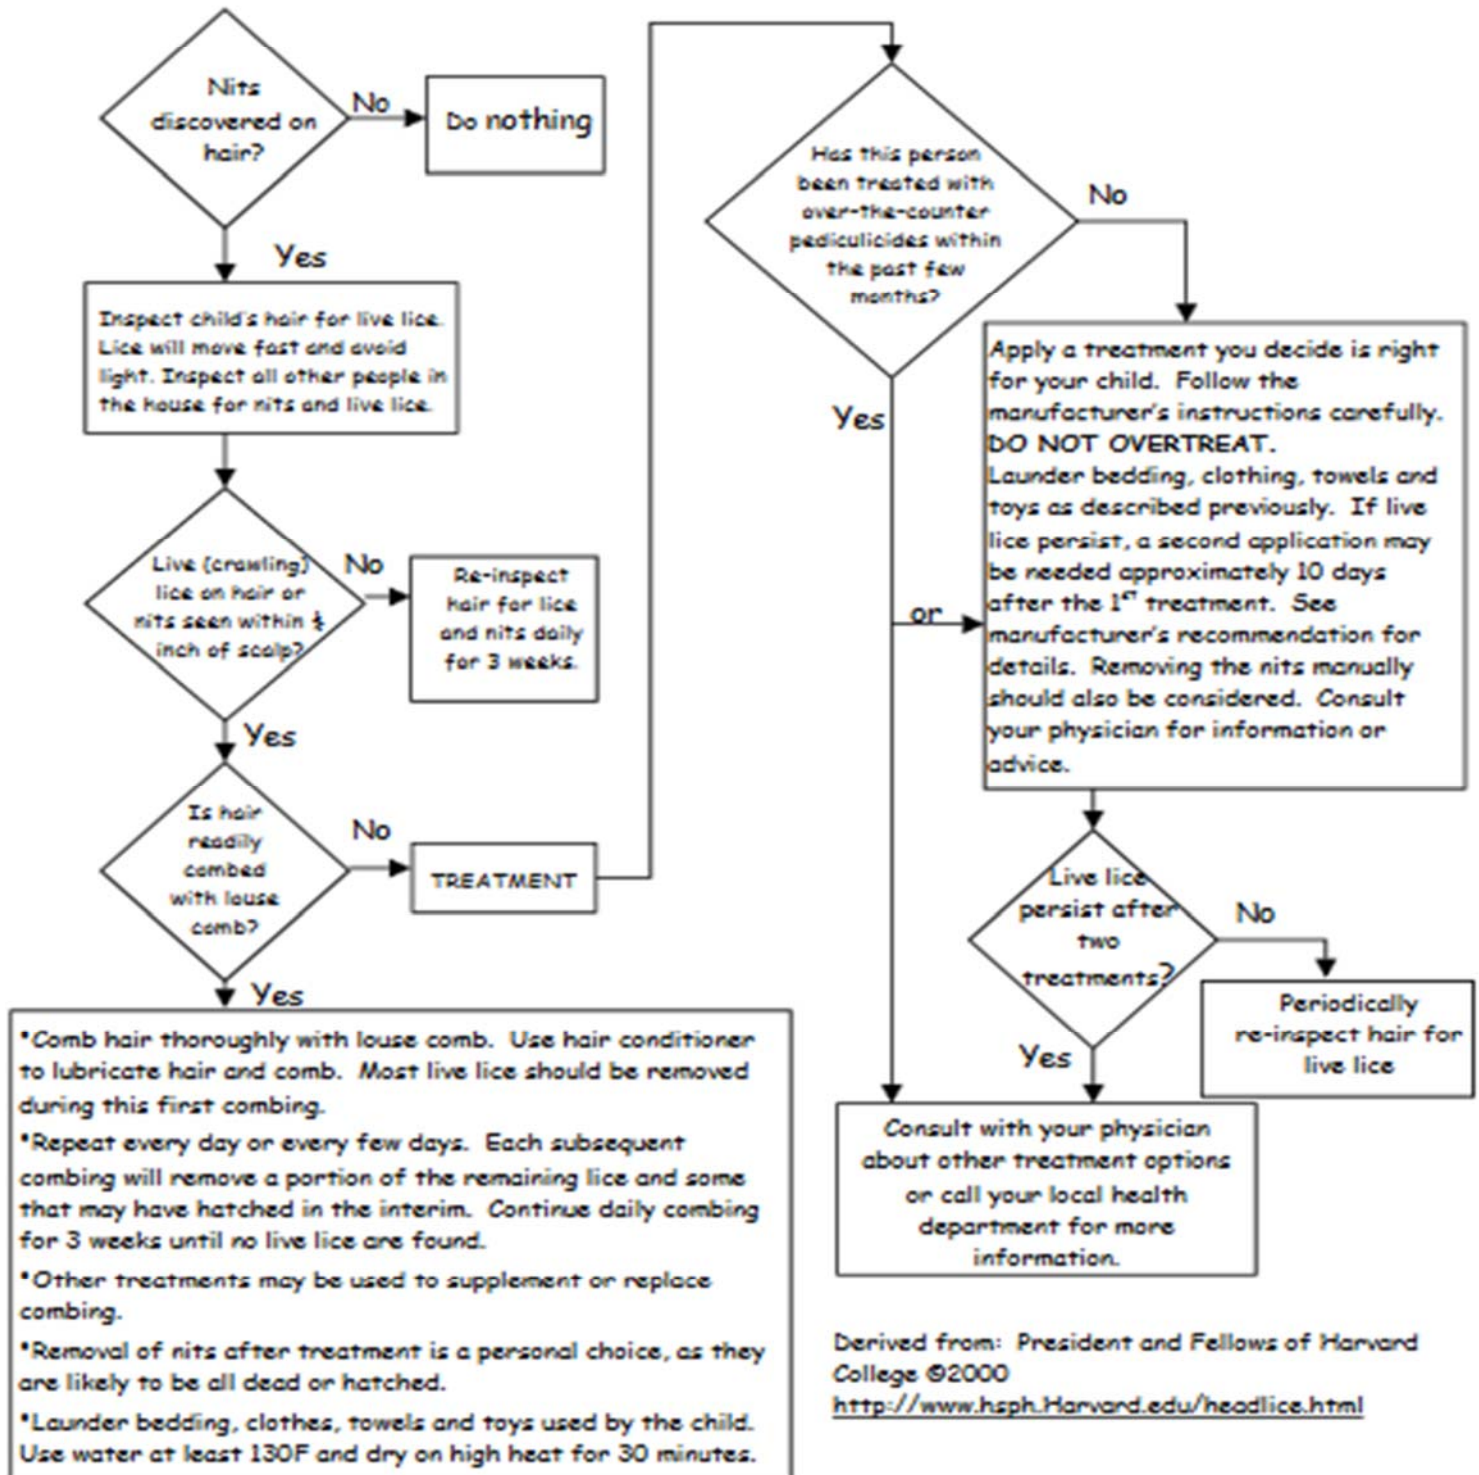 Nits
discovered on
hair?
No
Do nothing
Yes
Inspect child's hair for live lice.
Lice will move fast and avoid
light. Inspect all other people in
the house for nits and live lice.
Live (crawling)
lice on hair or
nits seen within
inch of scalp?
No
Re-inspect
hair for lice
and nits daily
for 3 weeks.
Yes
Is hair
readily
combed
with louse
comb?
No
TREATMENT
Yes
*Comb hair thoroughly with louse comb. Use hair conditioner
to lubricate hair and comb. Most live lice should be removed
during this first combing.
*Repeat every day or every few days. Each subsequent
combing will remove a portion of the remaining lice and some
that may have hatched in the interim. Continue daily combing
for 3 weeks until no live lice are found.
*Other treatments may be used to supplement or replace
combing.
*Removal of nits after treatment is a personal choice, as they
are likely to be all dead or hatched.
*Launder bedding, clothes, towels and toys used by the child.
Use water at least 130F and dry on high heat for 30 minutes.
Has this person
been treated with
over-the-counter
pediculicides within
the past few
months?
No
Yes
or
Apply a treatment you decide is right
for your child. Follow the
manufacturer's instructions carefully.
DO NOT OVERTREAT.
Launder bedding, clothing, towels and
toys as described previously. If live
lice persist, a second application may
be needed approximately 10 days
after the 1st treatment. See
manufacturer's recommendation for
details. Removing the nits manually
should also be considered. Consult
your physician for information or
advice.
Live lice
persist after
two
treatments?
No
Periodically
re-inspect hair for
live lice
Yes
Consult with your physician
about other treatment options
or call your local health
department for more
information.
Derived from: President and Fellows of Harvard
College ©2000
http://www.hsph.Harvard.edu/headlice.html